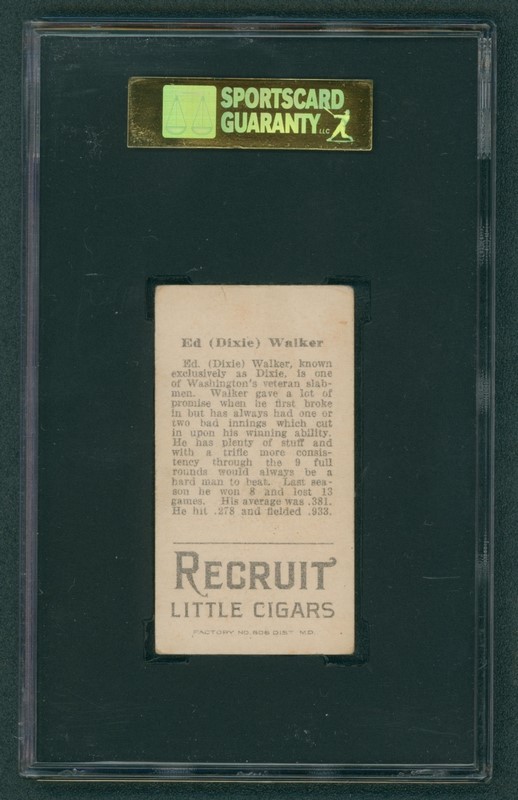 SPORTSCARD
GUARANTY LLC
Ed (Dixie) Walker
Ed. (Dixie) Walker, known
exclusively as Dixie, is one
of Washington's veteran slab-
men. Walker gave a lot of
promise when he first broke
in but has always had one or
two bad innings which cut
in upon his winning ability.
He has plenty of stuff and
with a trifle more consis-
tency through the 9 full
rounds would always be a
hard man to beat. Last sea-
son he won 8 and lost 13
games. His average was .381.
He hit .278 and fielded .933.
RECRUIT
LITTLE CIGARS
FACTORY NO. 606 DIST. MD.